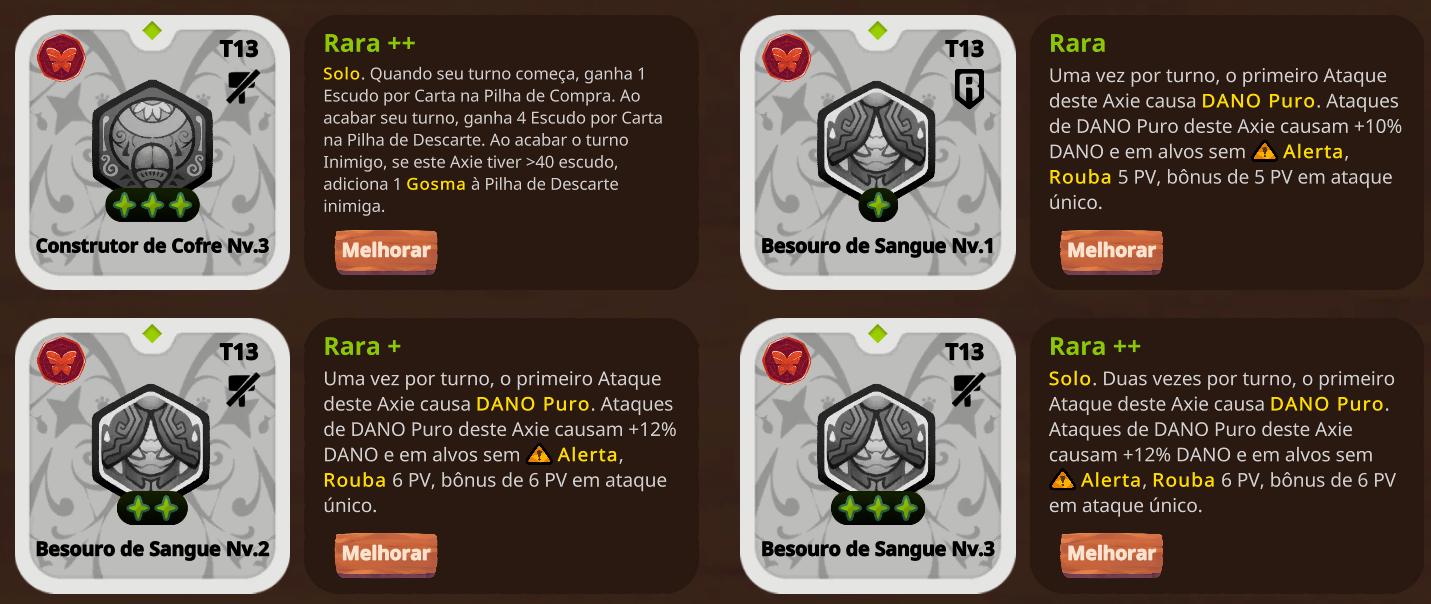 T13
Construtor de Cofre Nv.3
Rara ++
Solo. Quando seu turno começa, ganha 1
Escudo por Carta na Pilha de Compra. Ao
acabar seu turno, ganha 4 Escudo por Carta
na Pilha de Descarte. Ao acabar o turno
Inimigo, se este Axie tiver >40 escudo,
adiciona 1 Gosma à Pilha de Descarte
inimiga.
Melhorar
T13
Besouro de Sangue Nv.1
Rara
Uma vez por turno, o primeiro Ataque
deste Axie causa DANO Puro. Ataques
de DANO Puro deste Axie causam +10%
DANO e em alvos sem Alerta,
Rouba 5 PV, bônus de 5 PV em ataque
único.
Melhorar
T13
Besouro de Sangue Nv.2
Rara +
Uma vez por turno, o primeiro Ataque
deste Axie causa DANO Puro. Ataques
de DANO Puro deste Axie causam +12%
DANO e em alvos sem Alerta,
Rouba 6 PV, bônus de 6 PV em ataque
único.
Melhorar
T13
Besouro de Sangue Nv.3
Rara ++
Solo. Duas vezes por turno, o primeiro
Ataque deste Axie causa DANO Puro.
Ataques de DANO Puro deste Axie
causam +12% DANO e em alvos sem
Alerta, Rouba 6 PV, bônus de 6 PV
em ataque único.
Melhorar